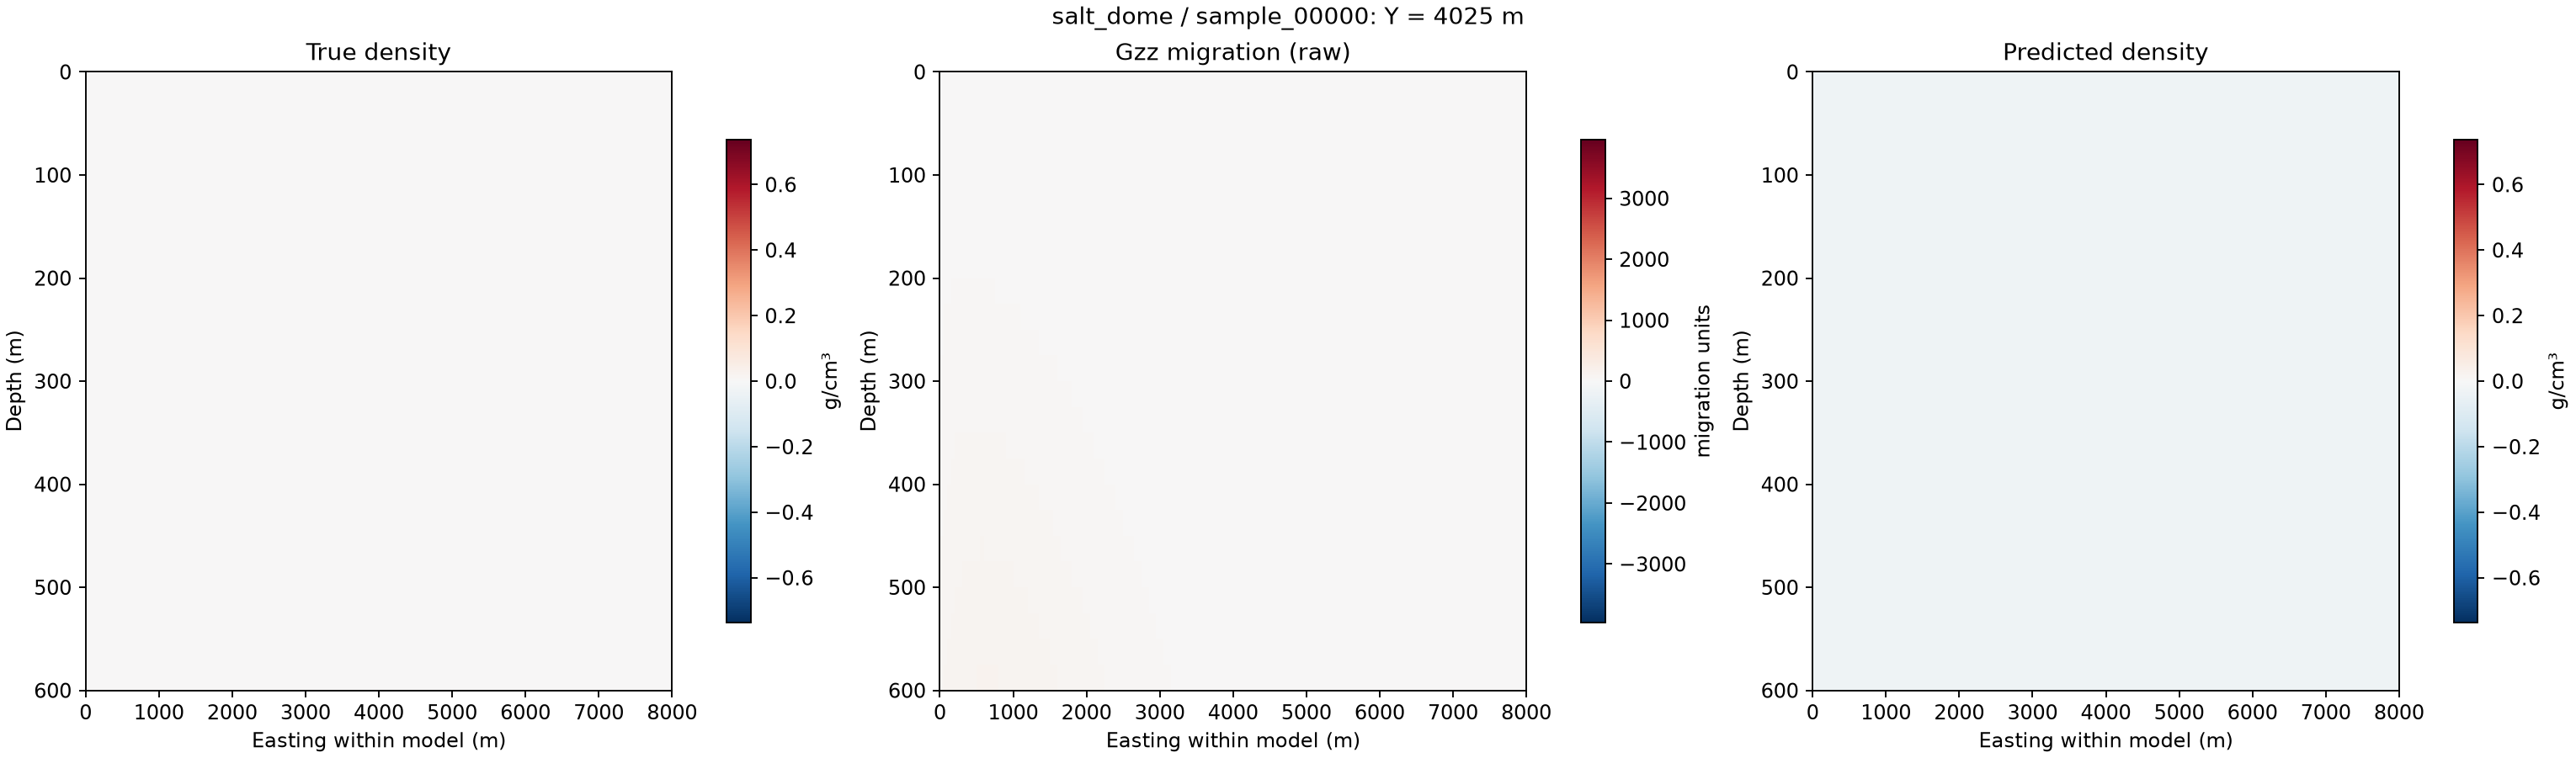 salt_dome / sample_00000: Y = 4025 m
True density
0
100
200
300
400
500
600
Depth (m)
0 1000 2000 3000 4000 5000 6000 7000 8000
Easting within model (m)
0.6
0.4
0.2
0.0
−0.2
−0.4
−0.6
g/cm³
Gzz migration (raw)
0
100
200
300
400
500
600
Depth (m)
0 1000 2000 3000 4000 5000 6000 7000 8000
Easting within model (m)
3000
2000
1000
0
−1000
−2000
−3000
migration units
Predicted density
0
100
200
300
400
500
600
Depth (m)
0 1000 2000 3000 4000 5000 6000 7000 8000
Easting within model (m)
0.6
0.4
0.2
0.0
−0.2
−0.4
−0.6
g/cm³